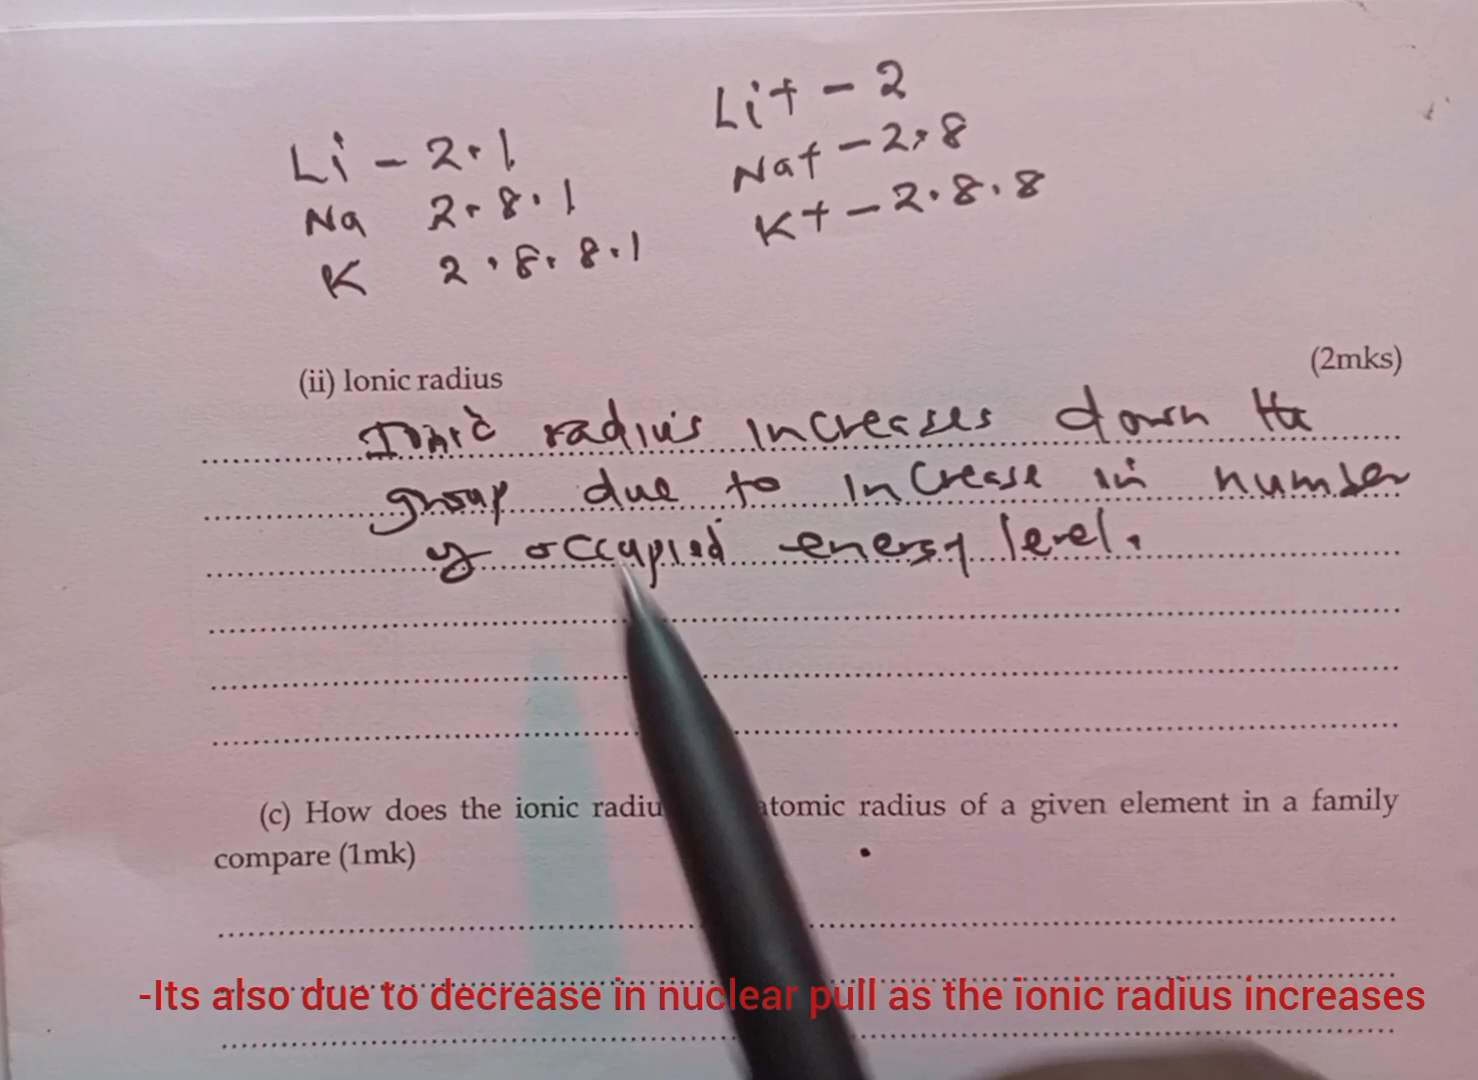 Li - 2.1
Na 2.8.1
K 2.8.8.1
Li+ - 2
Na+ - 2.8
K+ - 2.8.8
(ii) Ionic radius (2mks)
Ionic radius increases down the
group due to increase in number
of occupied energy level.
(c) How does the ionic radiu atomic radius of a given element in a family
compare (1mk)
-Its also due to decrease in nuclear pull as the ionic radius increases